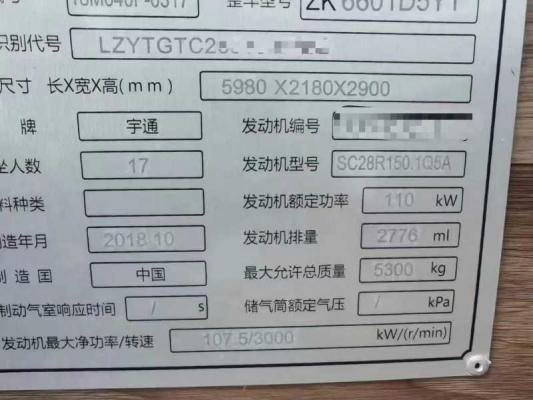 整车型号 ZK6601D5Y1
识别代号 LZYTGTC2
尺寸 长X宽X高(mm) 5980 X2180X2900
牌 宇通 发动机编号
坐人数 17 发动机型号 SC28R150.1Q5A
料种类 发动机额定功率 110 kW
造年月 2018.10 发动机排量 2776 ml
制造国 中国 最大允许总质量 5300 kg
制动气室响应时间 / s 储气筒额定气压 / kPa
发动机最大净功率/转速 107.5/3000 kW/(r/min)